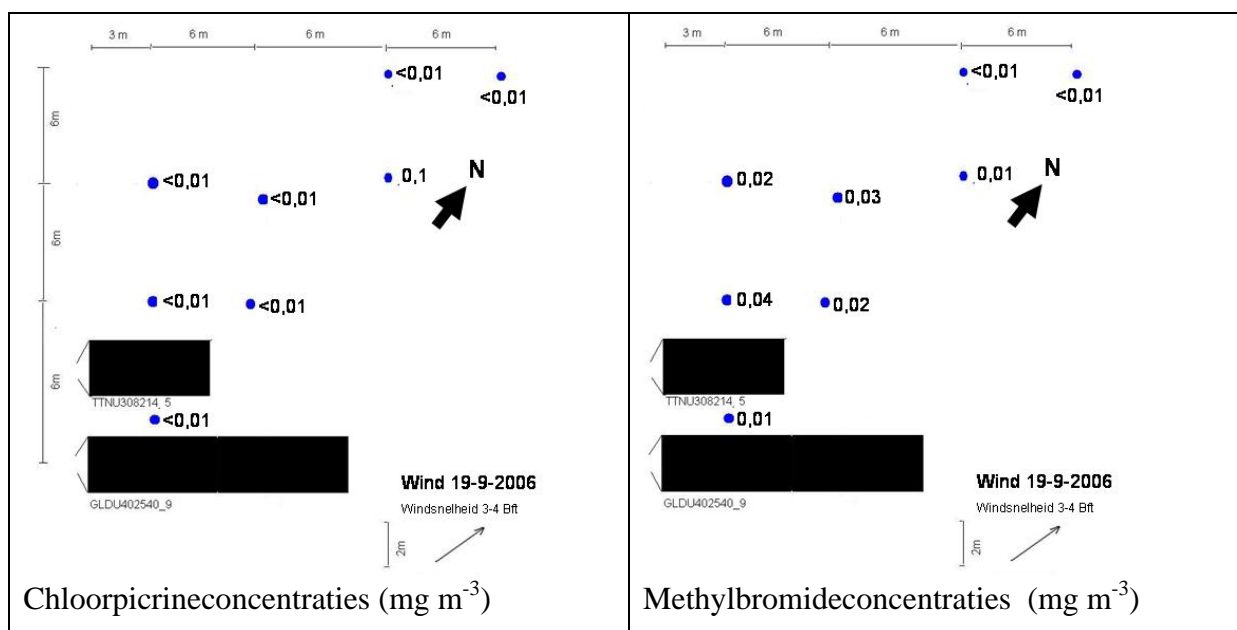 3 m 6 m 6 m 6 m
<0,01
<0,01
6m
<0,01
<0,01
0,1
N
6m
<0,01
<0,01
6m
TTNU308214_5
<0,01
GLDU402540_9
Wind 19-9-2006
Windsnelheid 3-4 Bft
2m
Chloorpicrineconcentraties (mg m-3)
3 m 6 m 6 m 6 m
<0,01
<0,01
0,02
0,03
0,01
N
0,04
0,02
TTNU308214_5
0,01
GLDU402540_9
Wind 19-9-2006
Windsnelheid 3-4 Bft
2m
Methylbromideconcentraties (mg m-3)